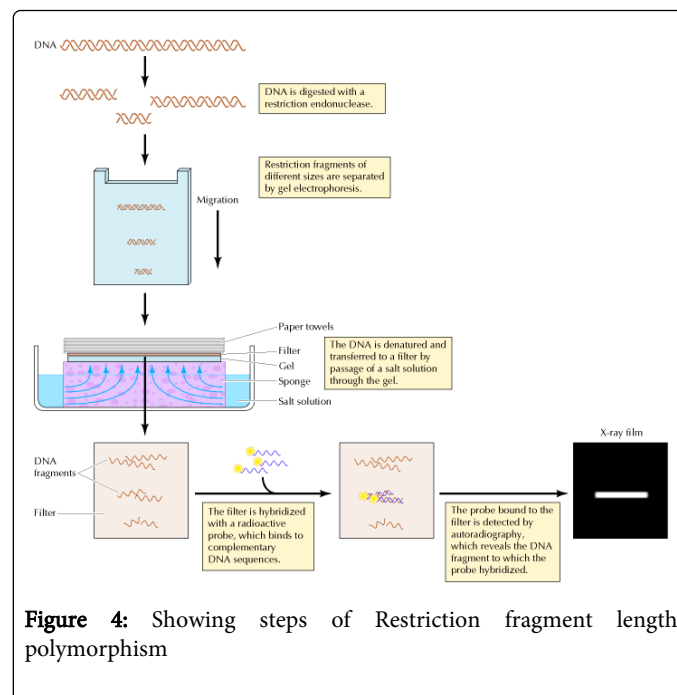 DNA
DNA is digested with a
restriction endonuclease.
Restriction fragments of
different sizes are separated
by gel electrophoresis.
Migration
Paper towels
Filter
Gel
Sponge
Salt solution
The DNA is denatured and
transferred to a filter by
passage of a salt solution
through the gel.
DNA
fragments
Filter
The filter is hybridized
with a radioactive
probe, which binds to
complementary
DNA sequences.
The probe bound to the
filter is detected by
autoradiography,
which reveals the DNA
fragment to which the
probe hybridized.
X-ray film
Figure 4: Showing steps of Restriction fragment length
polymorphism